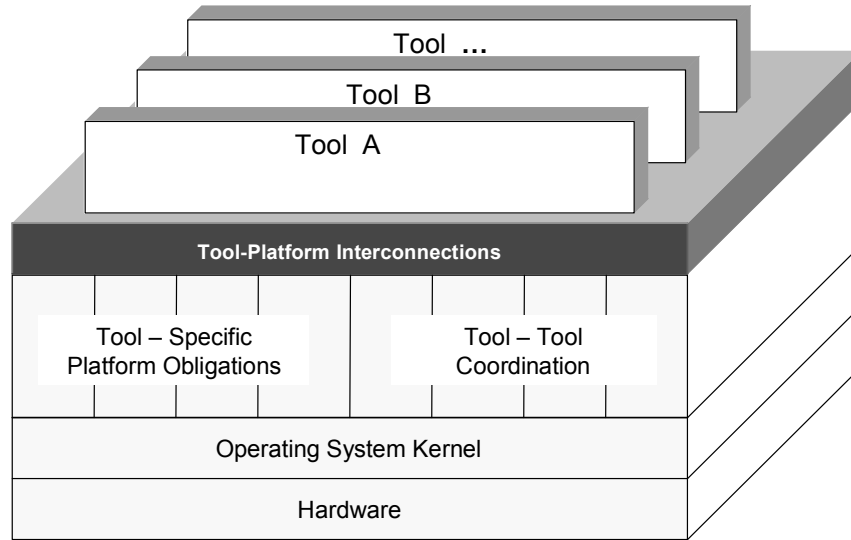 Tool ...
Tool B
Tool A
Tool-Platform Interconnections
Tool – Specific
Platform Obligations
Tool – Tool
Coordination
Operating System Kernel
Hardware